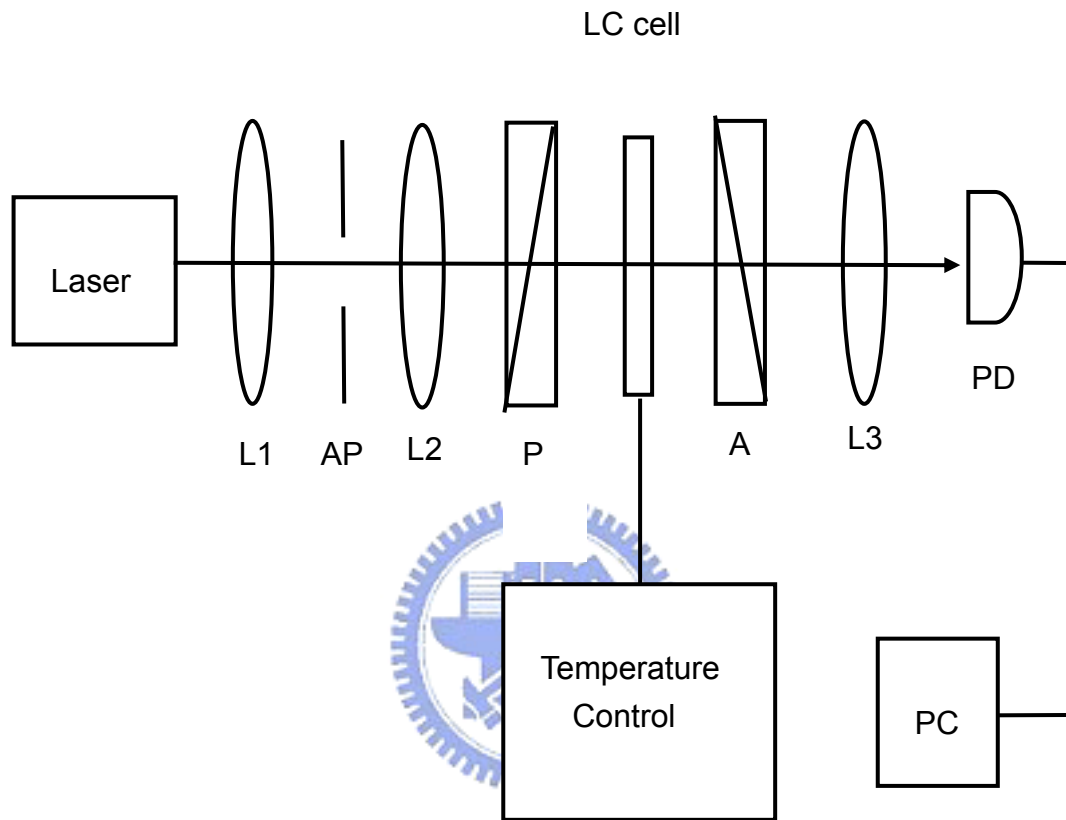 LC cell
Laser
PD
L1
AP
L2
P
A
L3
Temperature
Control
PC